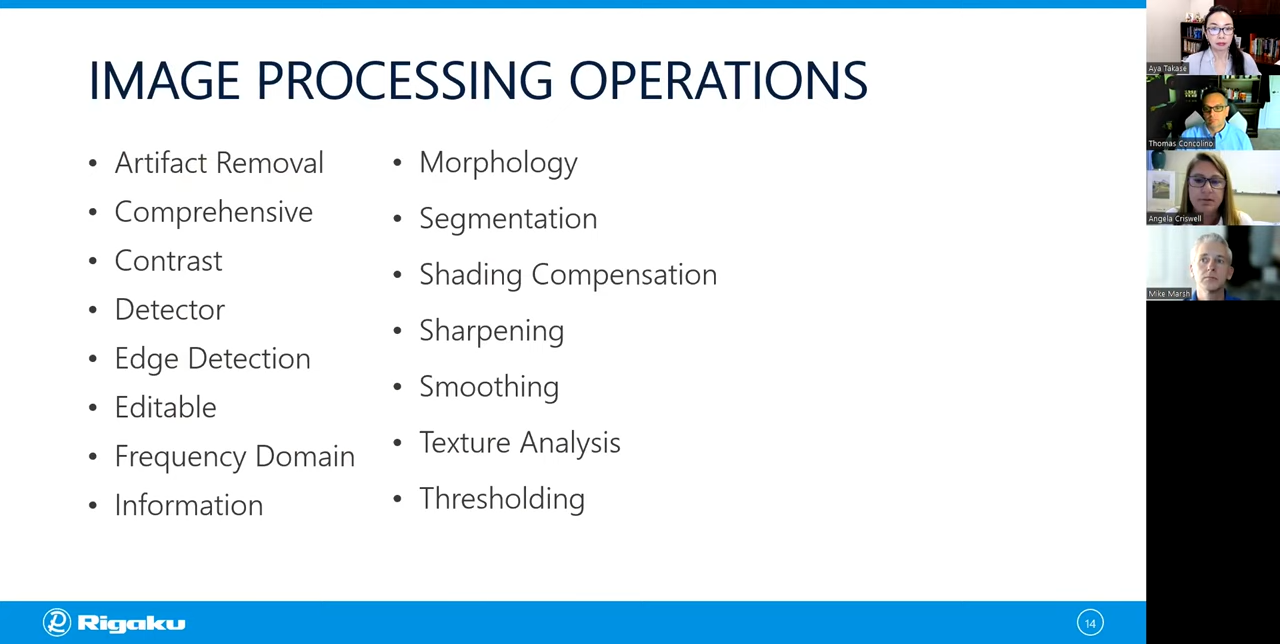 IMAGE PROCESSING OPERATIONS
• Artifact Removal
• Comprehensive
• Contrast
• Detector
• Edge Detection
• Editable
• Frequency Domain
• Information
• Morphology
• Segmentation
• Shading Compensation
• Sharpening
• Smoothing
• Texture Analysis
• Thresholding
Rigaku
14
Aya Takase
Thomas Concolino
Angela Criswell
Mike Marsh